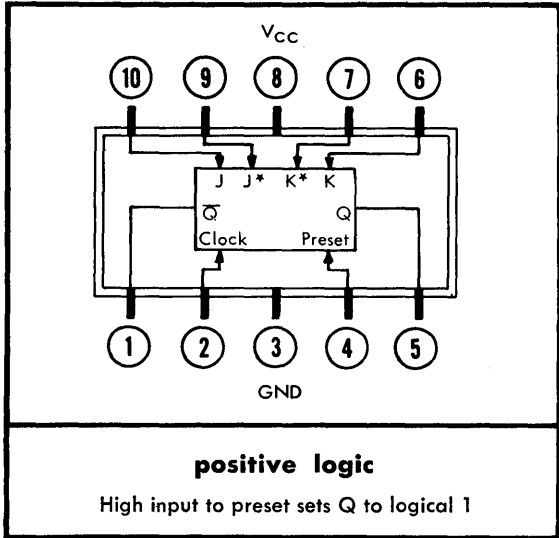 VCC
10 9 8 7 6
J J* K* K
Q̅ Q
Clock Preset
1 2 3 4 5
GND
positive logic
High input to preset sets Q to logical 1